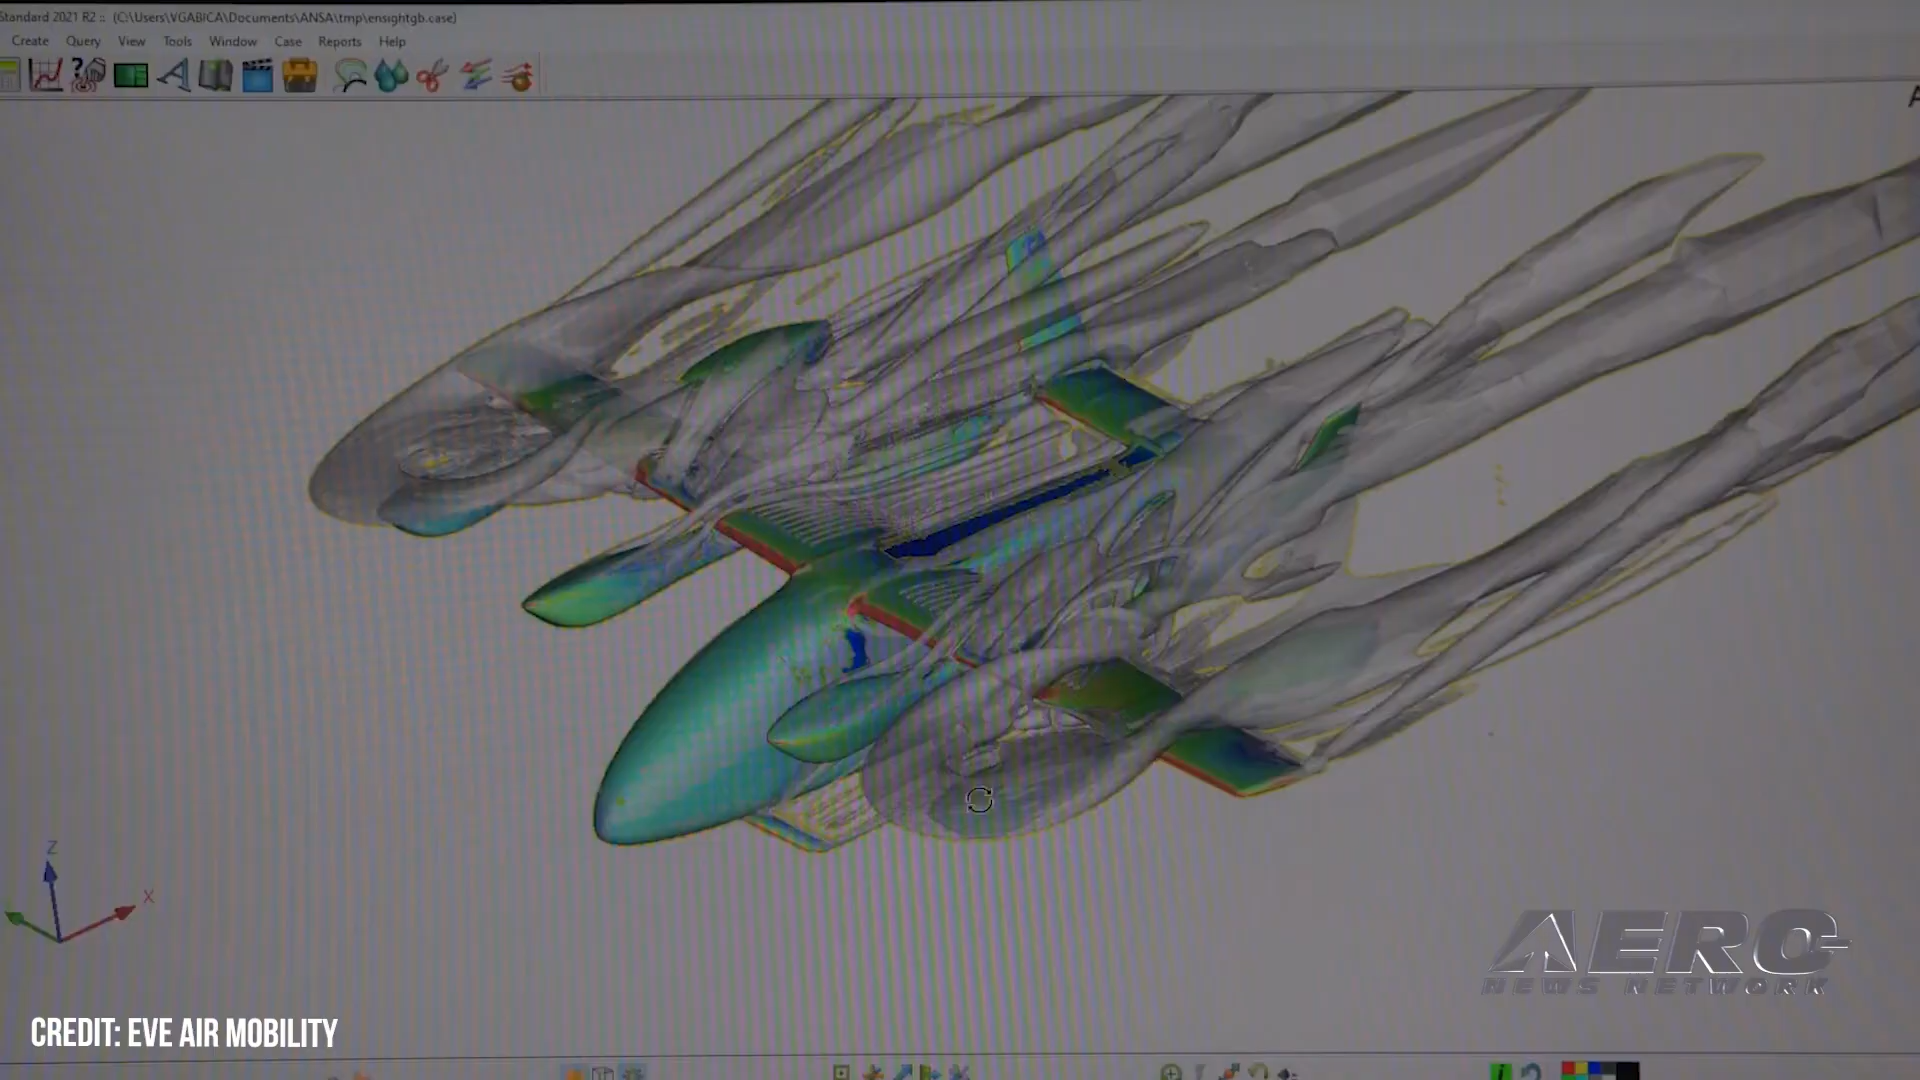 Standard 2021 R2 :: (C:\Users\VGABICA\Documents\ANSA\tmp\ensightgb.case)
Create Query View Tools Window Case Reports Help
Z
X
AERO
NEWS NETWORK
CREDIT: EVE AIR MOBILITY